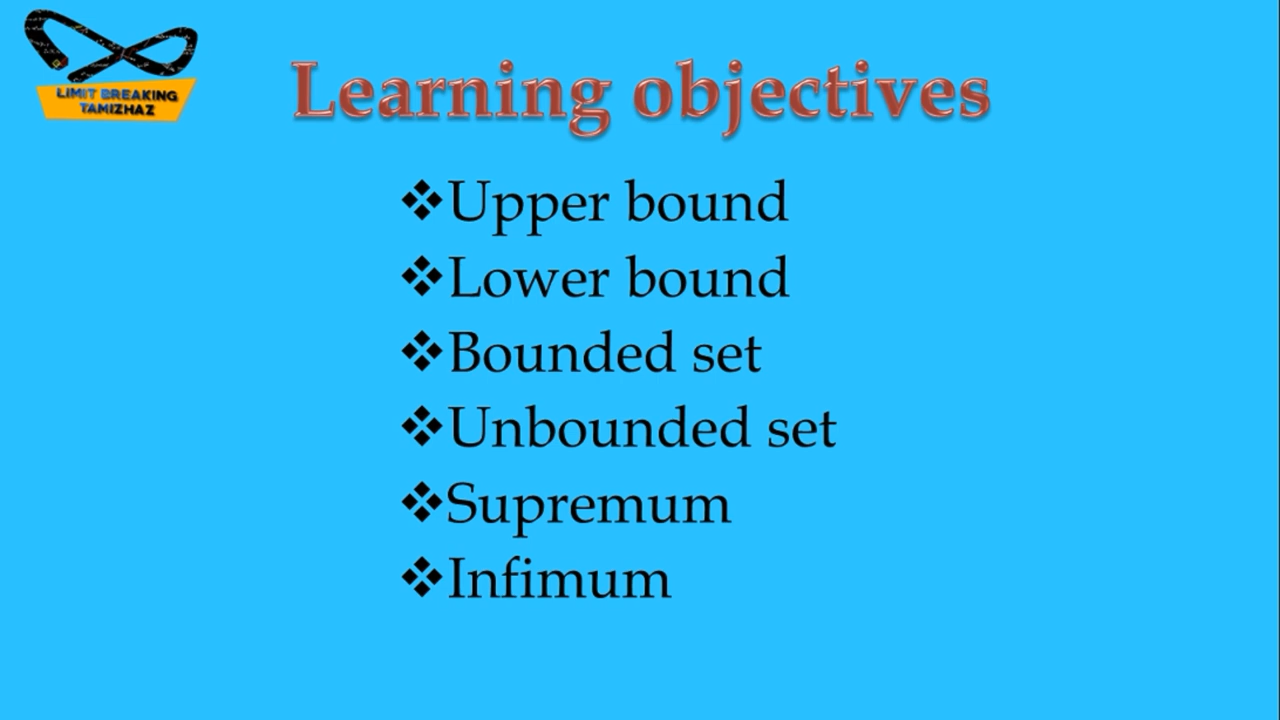 LIMIT BREAKING
TAMIZHAZ
Learning objectives
❖Upper bound
❖Lower bound
❖Bounded set
❖Unbounded set
❖Supremum
❖Infimum